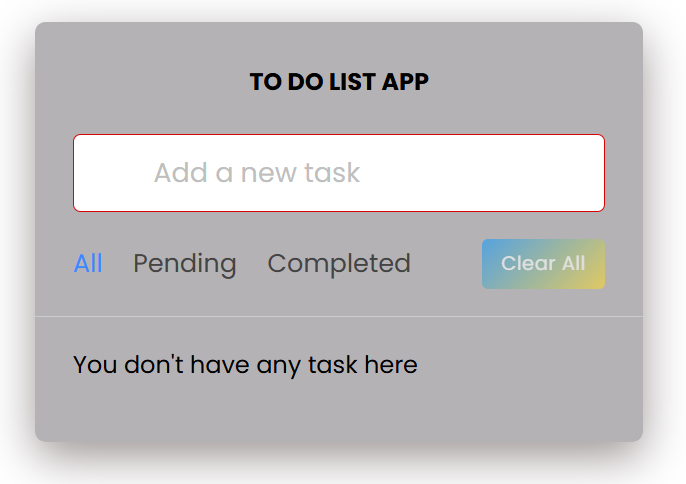 TO DO LIST APP
Add a new task
All Pending Completed Clear All
You don't have any task here